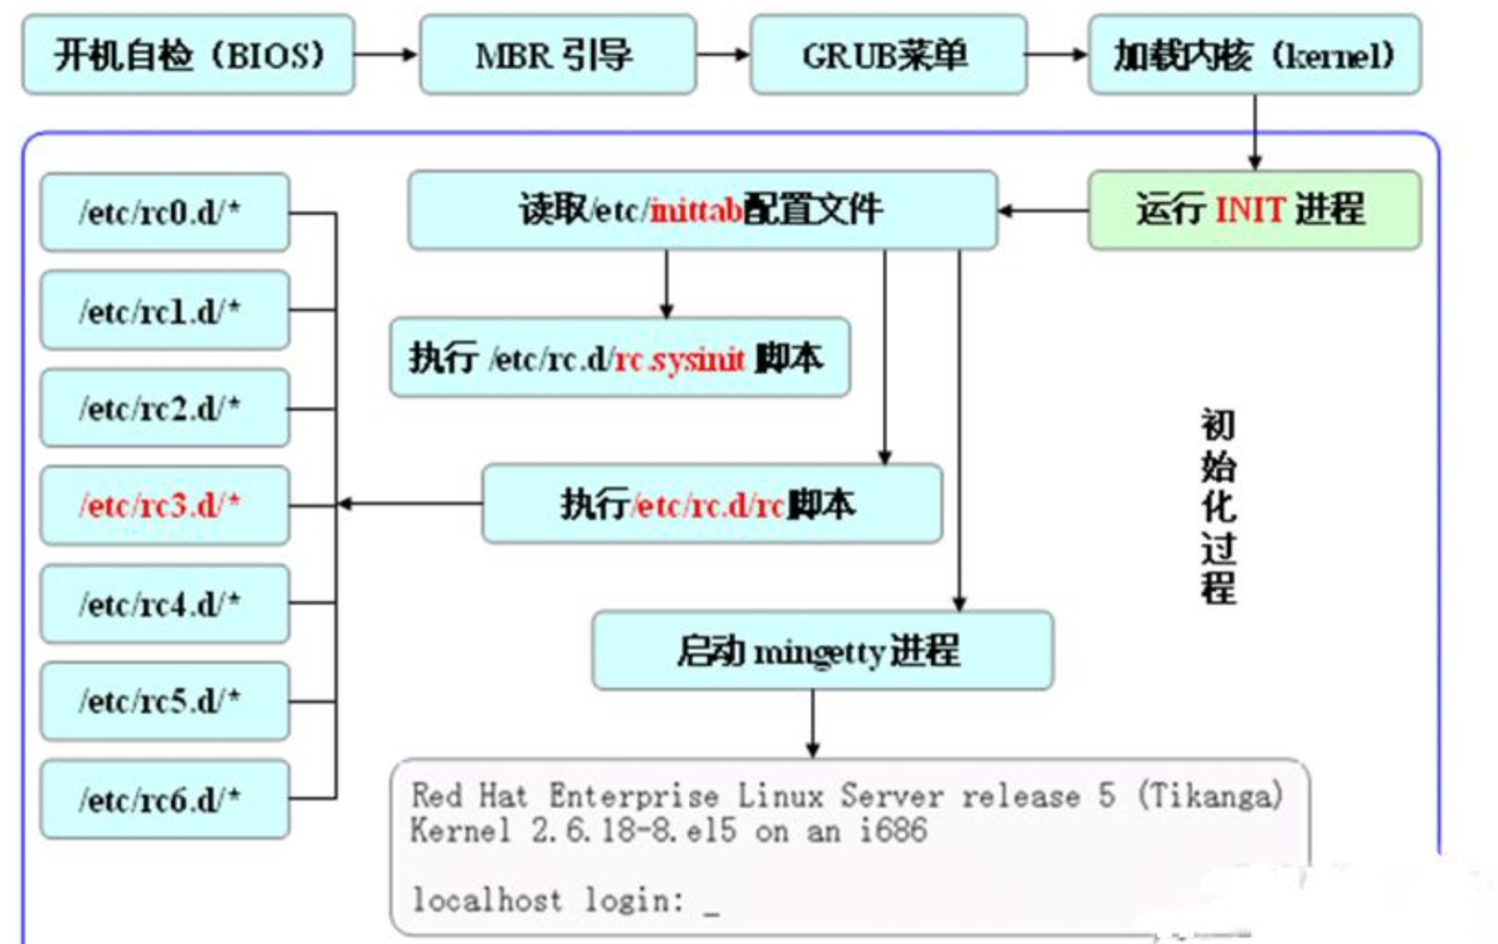 开机自检（BIOS）
MBR 引导
GRUB菜单
加载内核（kernel）
运行 INIT 进程
读取/etc/inittab配置文件
执行 /etc/rc.d/rc.sysinit 脚本
执行/etc/rc.d/rc脚本
/etc/rc0.d/*
/etc/rc1.d/*
/etc/rc2.d/*
/etc/rc3.d/*
/etc/rc4.d/*
/etc/rc5.d/*
/etc/rc6.d/*
启动 mingetty 进程
初始化过程
Red Hat Enterprise Linux Server release 5 (Tikanga)
Kernel 2.6.18-8.el5 on an i686
localhost login: _